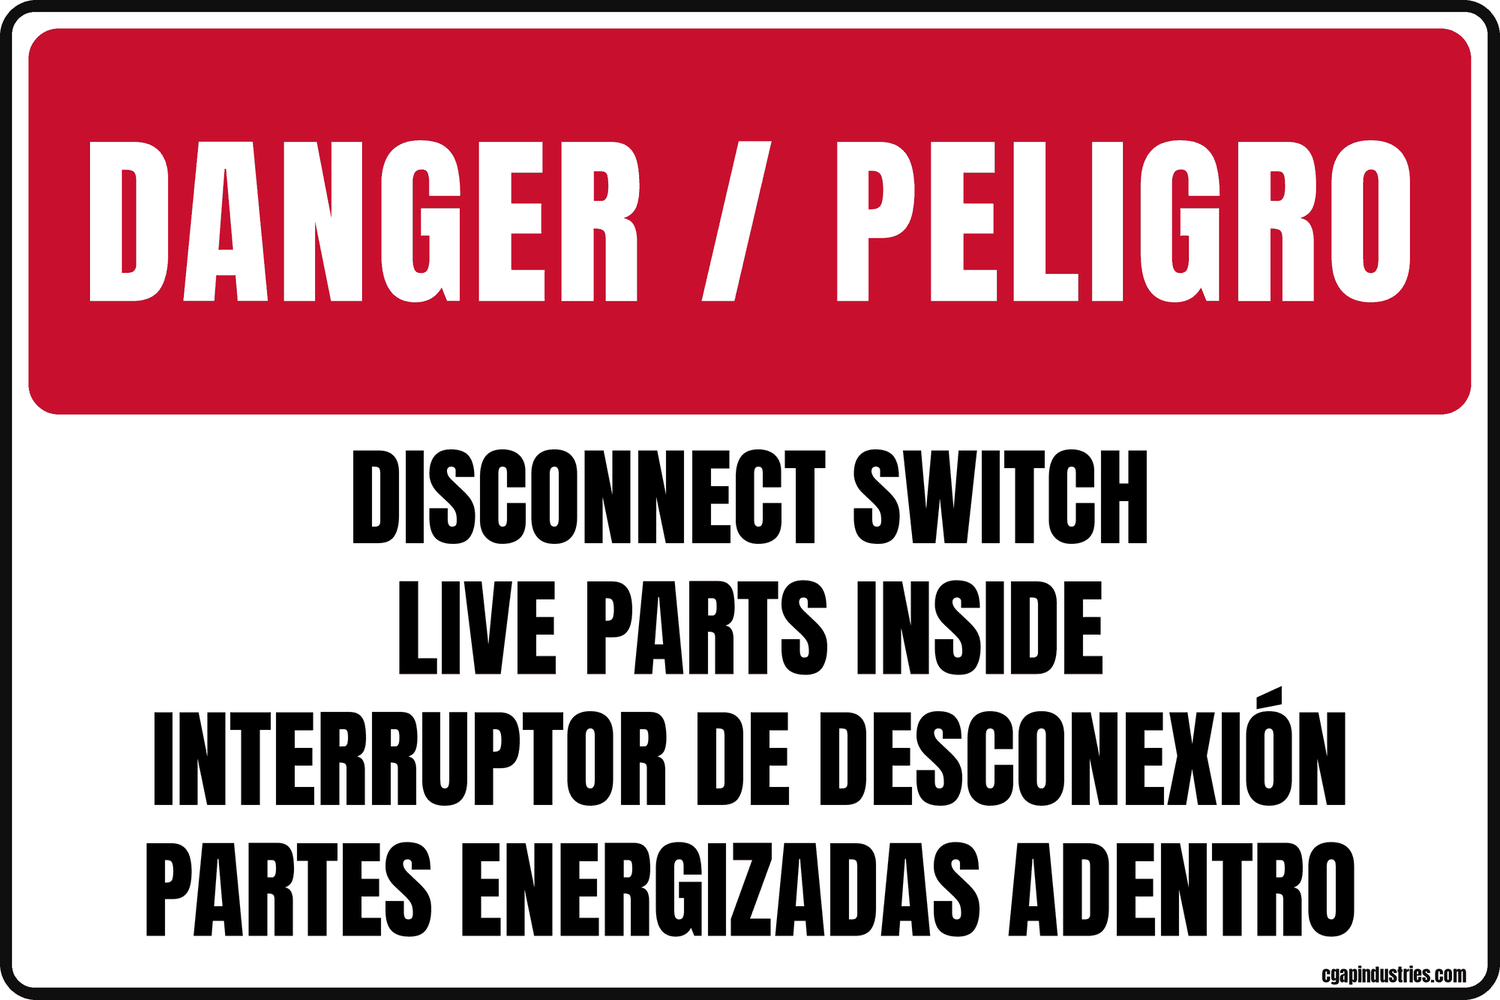 DANGER / PELIGRO
DISCONNECT SWITCH
LIVE PARTS INSIDE
INTERRUPTOR DE DESCONEXIÓN
PARTES ENERGIZADAS ADENTRO
cgapindustries.com